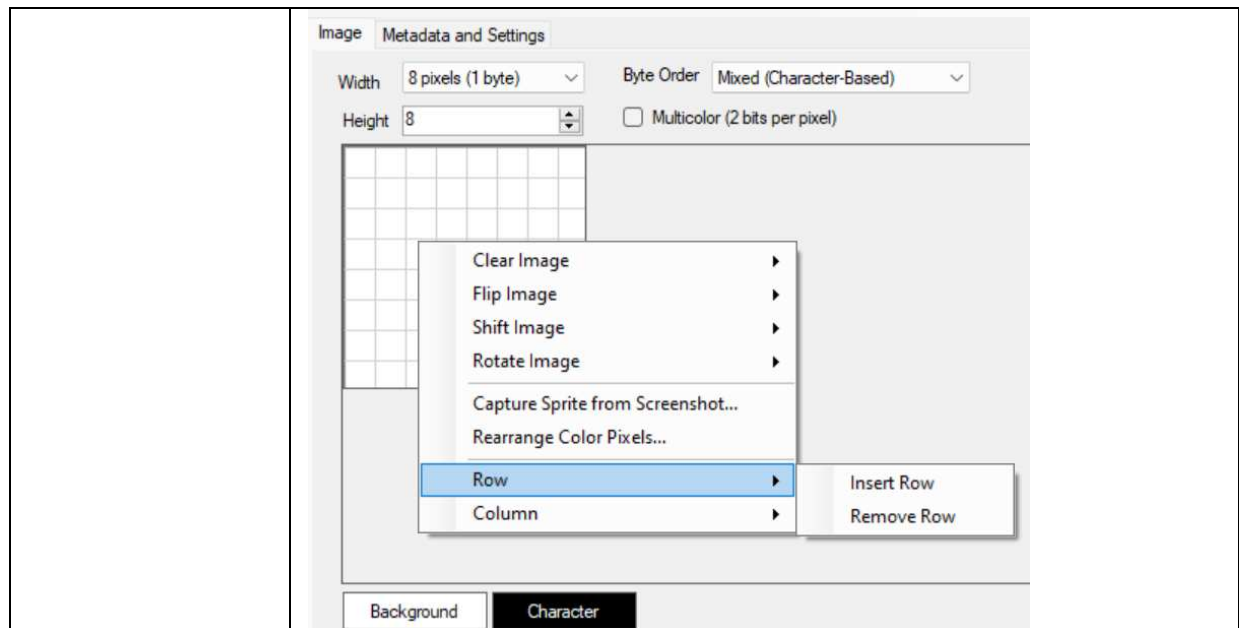 Image Metadata and Settings
Width 8 pixels (1 byte) Byte Order Mixed (Character-Based)
Height 8 Multicolor (2 bits per pixel)
Clear Image
Flip Image
Shift Image
Rotate Image
Capture Sprite from Screenshot...
Rearrange Color Pixels...
Row Insert Row
Column Remove Row
Background Character